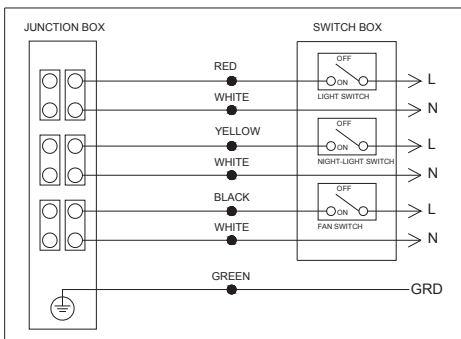 JUNCTION BOX
SWITCH BOX
RED
OFF
ON
L
LIGHT SWITCH
WHITE
N
YELLOW
OFF
ON
L
NIGHT-LIGHT SWITCH
WHITE
N
BLACK
OFF
ON
L
FAN SWITCH
WHITE
N
GREEN
GRD